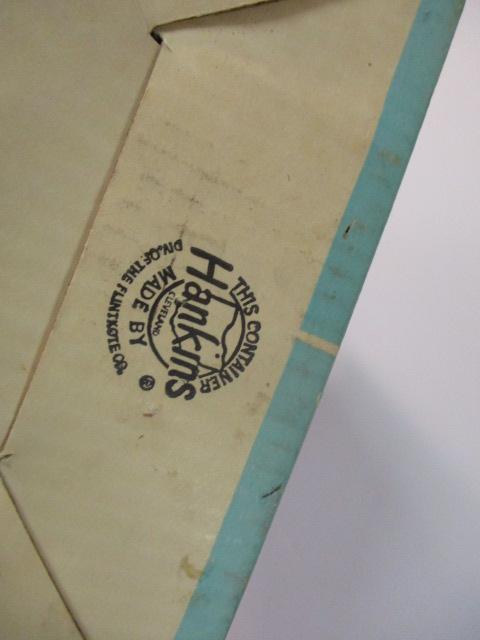 THIS CONTAINER
Hankins
CLEVELAND
MADE BY
DIV. OF THE FLINTKOTE CO.